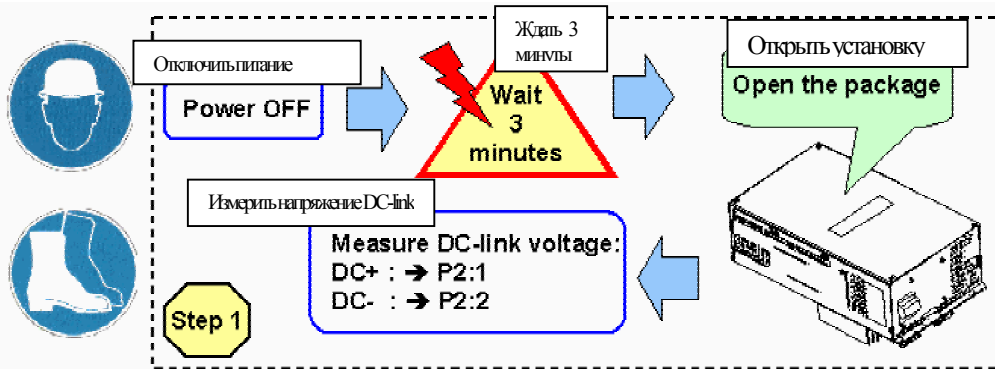 Отключить питание
Power OFF
Ждать 3
минуты
Wait
3
minutes
Открыть установку
Open the package
Измерить напряжение DC-link
Measure DC-link voltage:
DC+ : ➔ P2:1
DC- : ➔ P2:2
Step 1